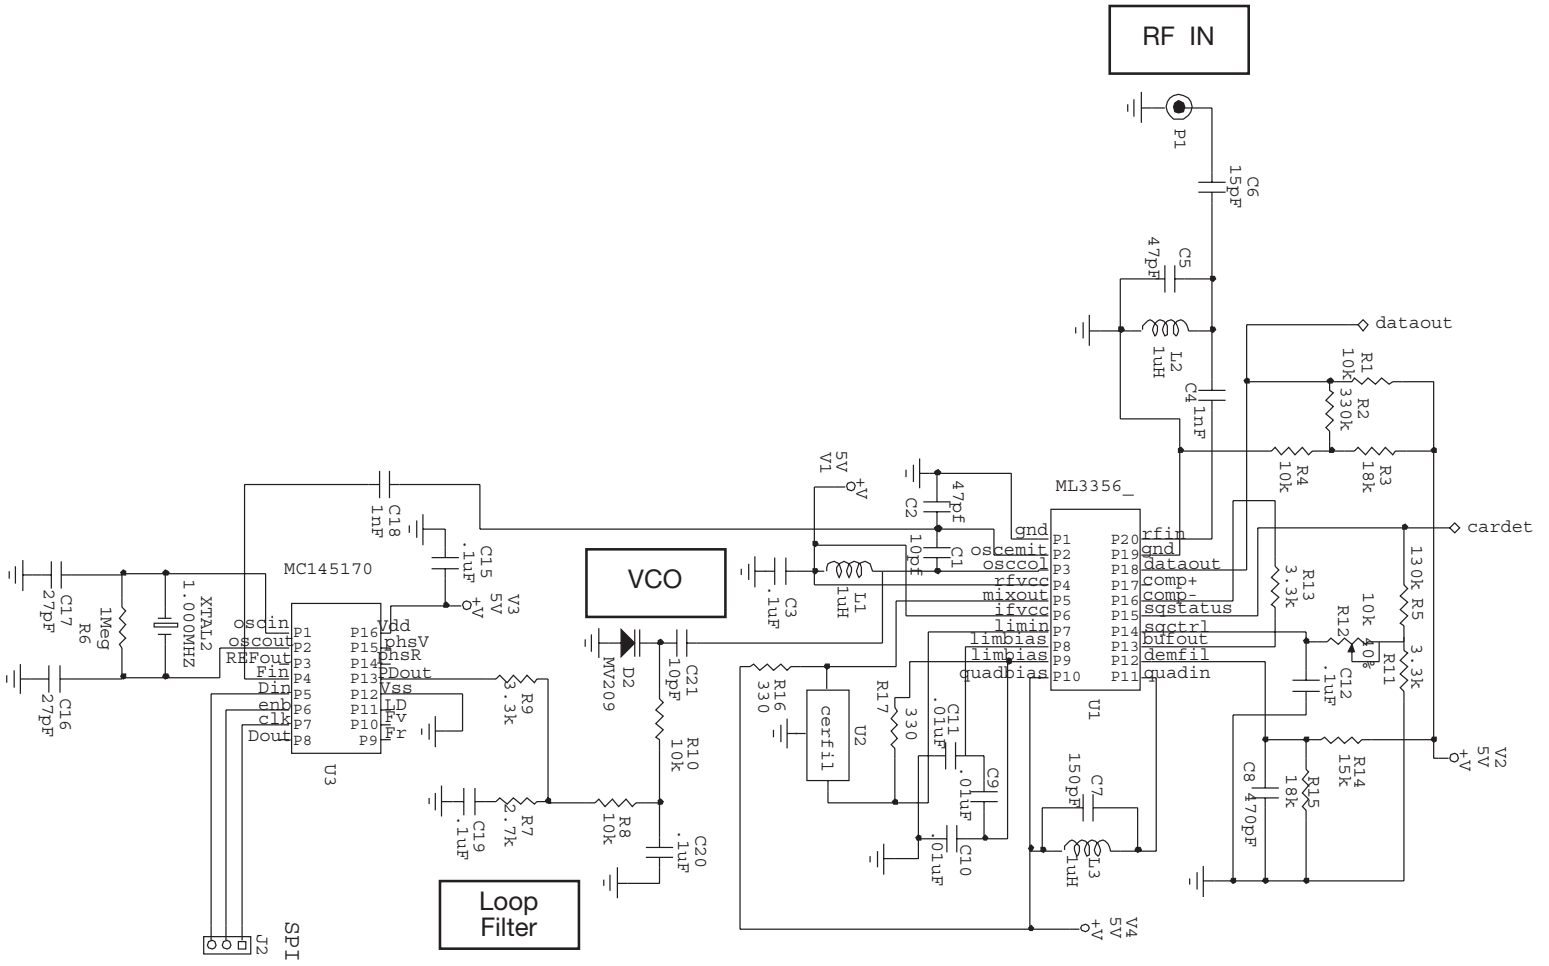 RF IN
P1
C6
15pF
C5
47pF
L2
1uH
C4
1nF
dataout
R1
10k
R2
330k
R3
18k
R4
10k
cardet
ML3356_
gnd P1
oscemit P2
osccol P3
rfvcc P4
mixout P5
ifvcc P6
limin P7
limbias P8
limbias P9
quadbias P10
P20 rfin
P19 gnd
P18 dataout
P17 comp+
P16 comp-
P15 sqstatus
P14 sqctrl
P13 bufout
P12 demfil
P11 quadin
U1
V1
5V
+V
C2
47pf
C1
10pf
L1
1uH
C3
.1uF
VCO
R13
3.3k
R5
130k
R12
10k 40%
R11
3.3k
C12
.1uF
V2
5V
+V
R14
15k
R15
18k
C8
470pF
C18
1nF
C15
.1uF
V3
5V
+V
MC145170
oscin P1
oscout P2
REFout P3
Fin P4
Din P5
enb P6
clk P7
Dout P8
P16 Vdd
P15 phsV
P14 phsR
P13 PDout
P12 Vss
P11 LD
P10 Fv
P9 Fr
U3
C17
27pF
R6
1Meg
XTAL2
1.000MHZ
C16
27pF
D2
MV209
C21
10pF
R9
3.3k
R10
10k
R8
10k
R7
2.7k
C19
.1uF
C20
.1uF
R16
330
U2
cerfil
R17
330
C11
.01uF
C9
.01uF
C10
.01uF
C7
150pF
L3
1uH
V4
5V
+V
Loop
Filter
SPI
J2